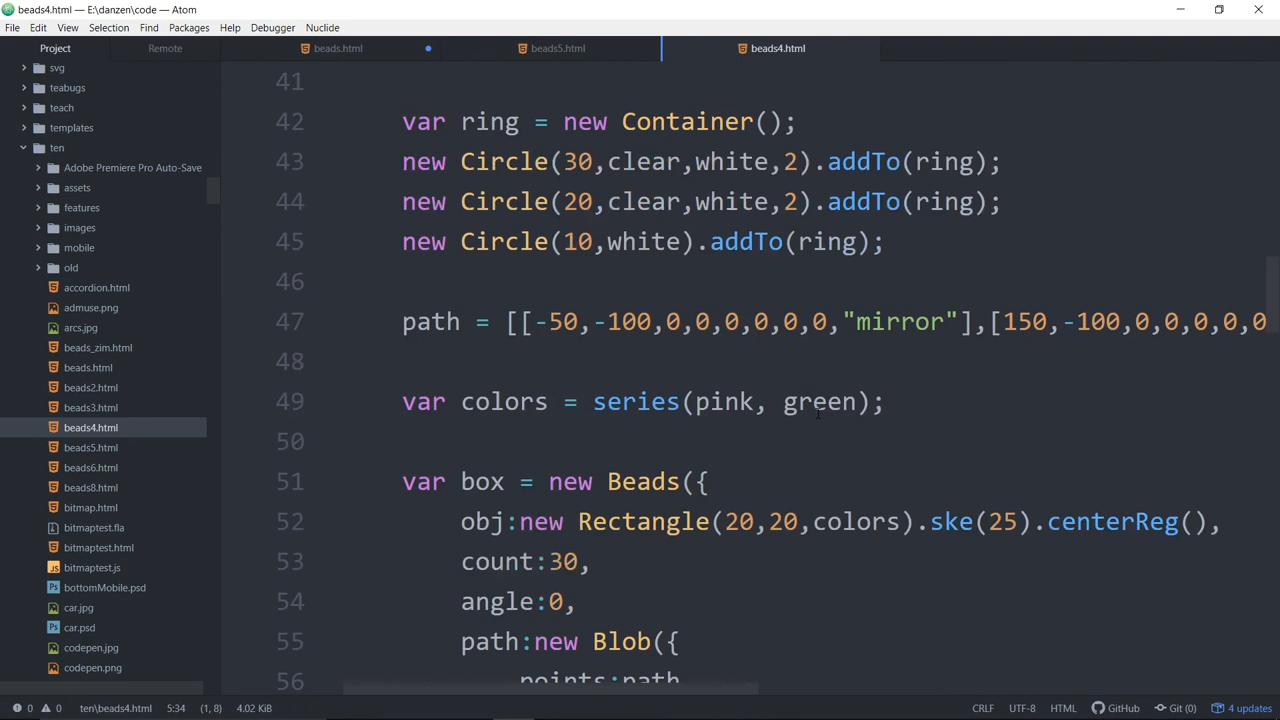 beads4.html — E:\danzen\code — Atom
File Edit View Selection Find Packages Help Debugger Nuclide
Project Remote beads.html beads5.html beads4.html
svg
teabugs
teach
templates
ten
Adobe Premiere Pro Auto-Save
assets
features
images
mobile
old
accordion.html
admuse.png
arcs.jpg
beads_zim.html
beads.html
beads2.html
beads3.html
beads4.html
beads5.html
beads6.html
beads8.html
bitmap.html
bitmaptest.fla
bitmaptest.html
bitmaptest.js
bottomMobile.psd
car.jpg
car.psd
codepen.jpg
codepen.png
41
42 var ring = new Container();
43 new Circle(30,clear,white,2).addTo(ring);
44 new Circle(20,clear,white,2).addTo(ring);
45 new Circle(10,white).addTo(ring);
46
47 path = [[-50,-100,0,0,0,0,0,0,"mirror"],[150,-100,0,0,0,0,0
48
49 var colors = series(pink, green);
50
51 var box = new Beads({
52 obj:new Rectangle(20,20,colors).ske(25).centerReg(),
53 count:30,
54 angle:0,
55 path:new Blob({
56 points:path
0 0 ten\beads4.html 5:34 (1, 8) 4.02 KiB CRLF UTF-8 HTML GitHub Git (0) 4 updates